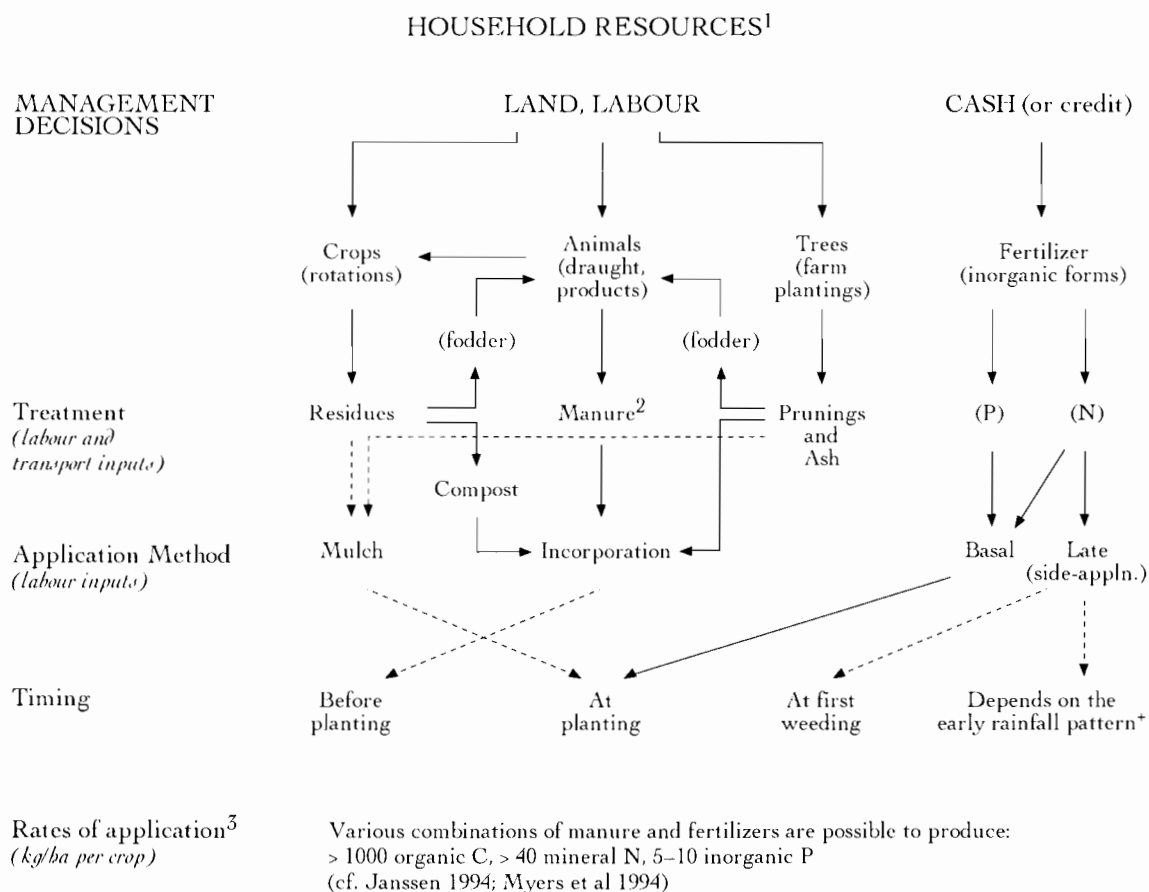 HOUSEHOLD RESOURCES¹
MANAGEMENT
DECISIONS
LAND, LABOUR
CASH (or credit)
Crops
(rotations)
Animals
(draught,
products)
Trees
(farm
plantings)
Fertilizer
(inorganic forms)
(fodder)
(fodder)
Treatment
(labour and
transport inputs)
Residues
Manure²
Prunings
and
Ash
(P)
(N)
Compost
Application Method
(labour inputs)
Mulch
Incorporation
Basal
Late
(side-appln.)
Timing
Before
planting
At
planting
At first
weeding
Depends on the
early rainfall pattern⁺
Rates of application³
(kg/ha per crop)
Various combinations of manure and fertilizers are possible to produce:
> 1000 organic C, > 40 mineral N, 5–10 inorganic P
(cf. Janssen 1994; Myers et al 1994)